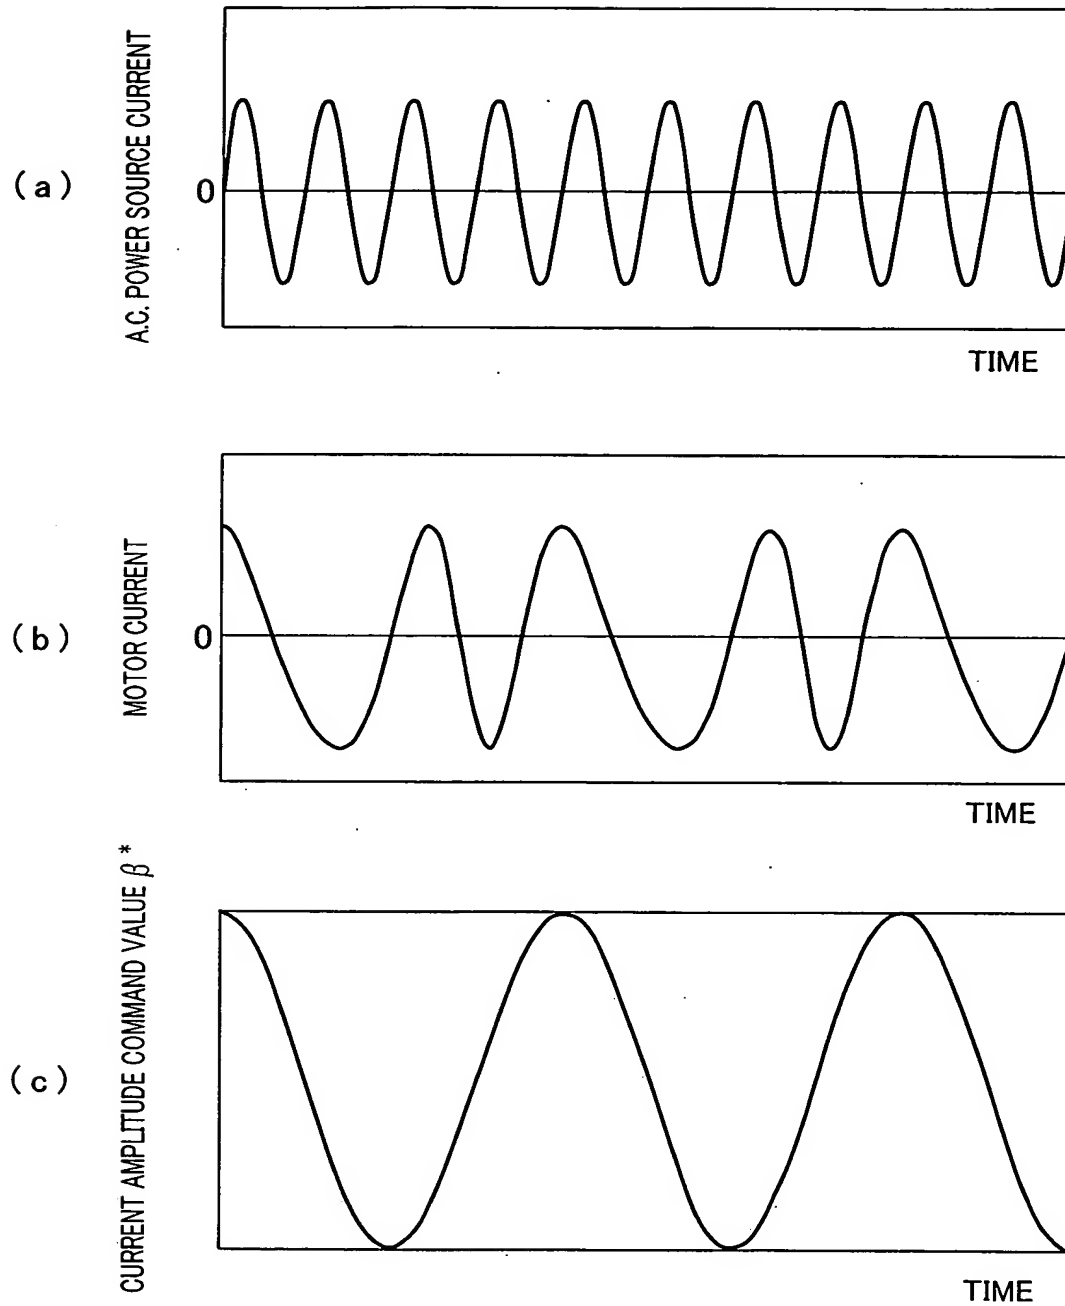 (a)
A.C. POWER SOURCE CURRENT
0
TIME
(b)
MOTOR CURRENT
0
TIME
(c)
CURRENT AMPLITUDE COMMAND VALUE β*
TIME